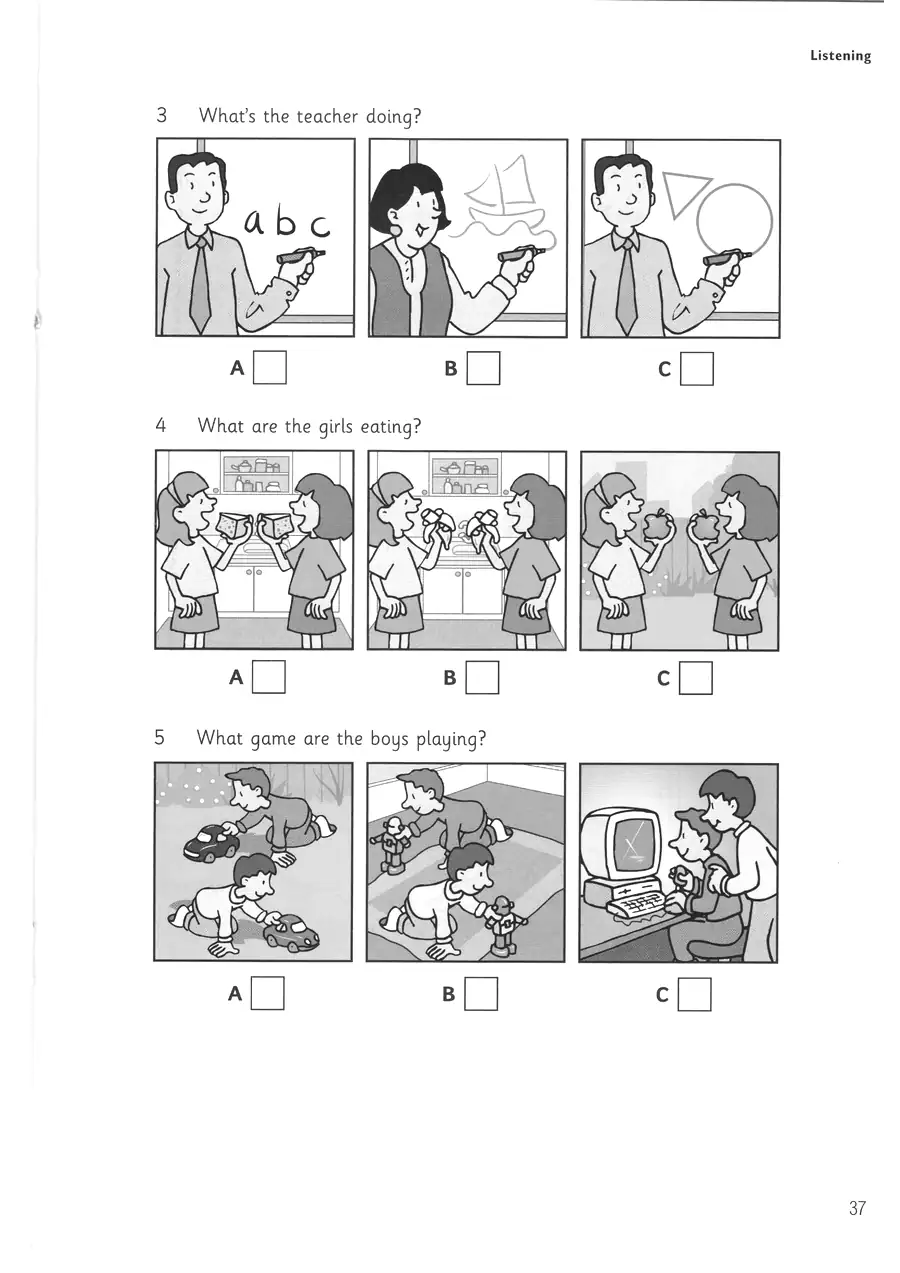 Listening
3 What's the teacher doing?
a b c
A B C
4 What are the girls eating?
A B C
5 What game are the boys playing?
A B C
37